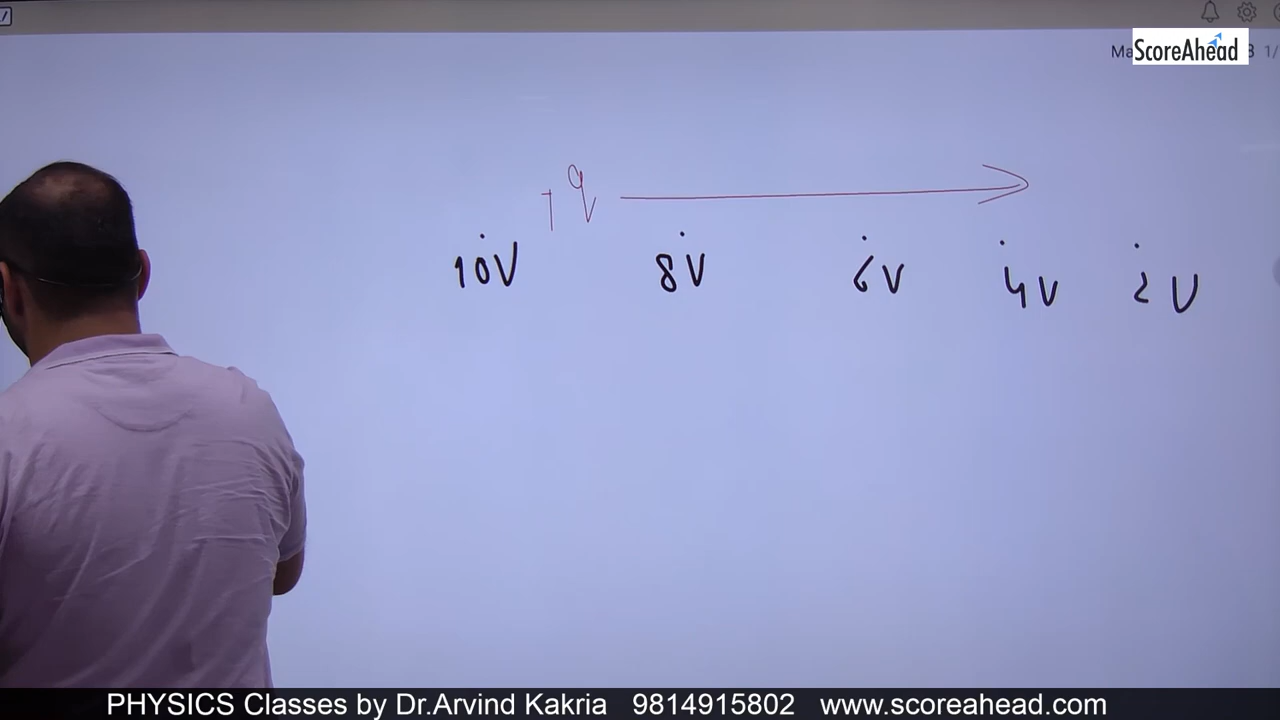 ScoreAhead
+q
10V 8V 6V 4V 2V
PHYSICS Classes by Dr.Arvind Kakria 9814915802 www.scoreahead.com